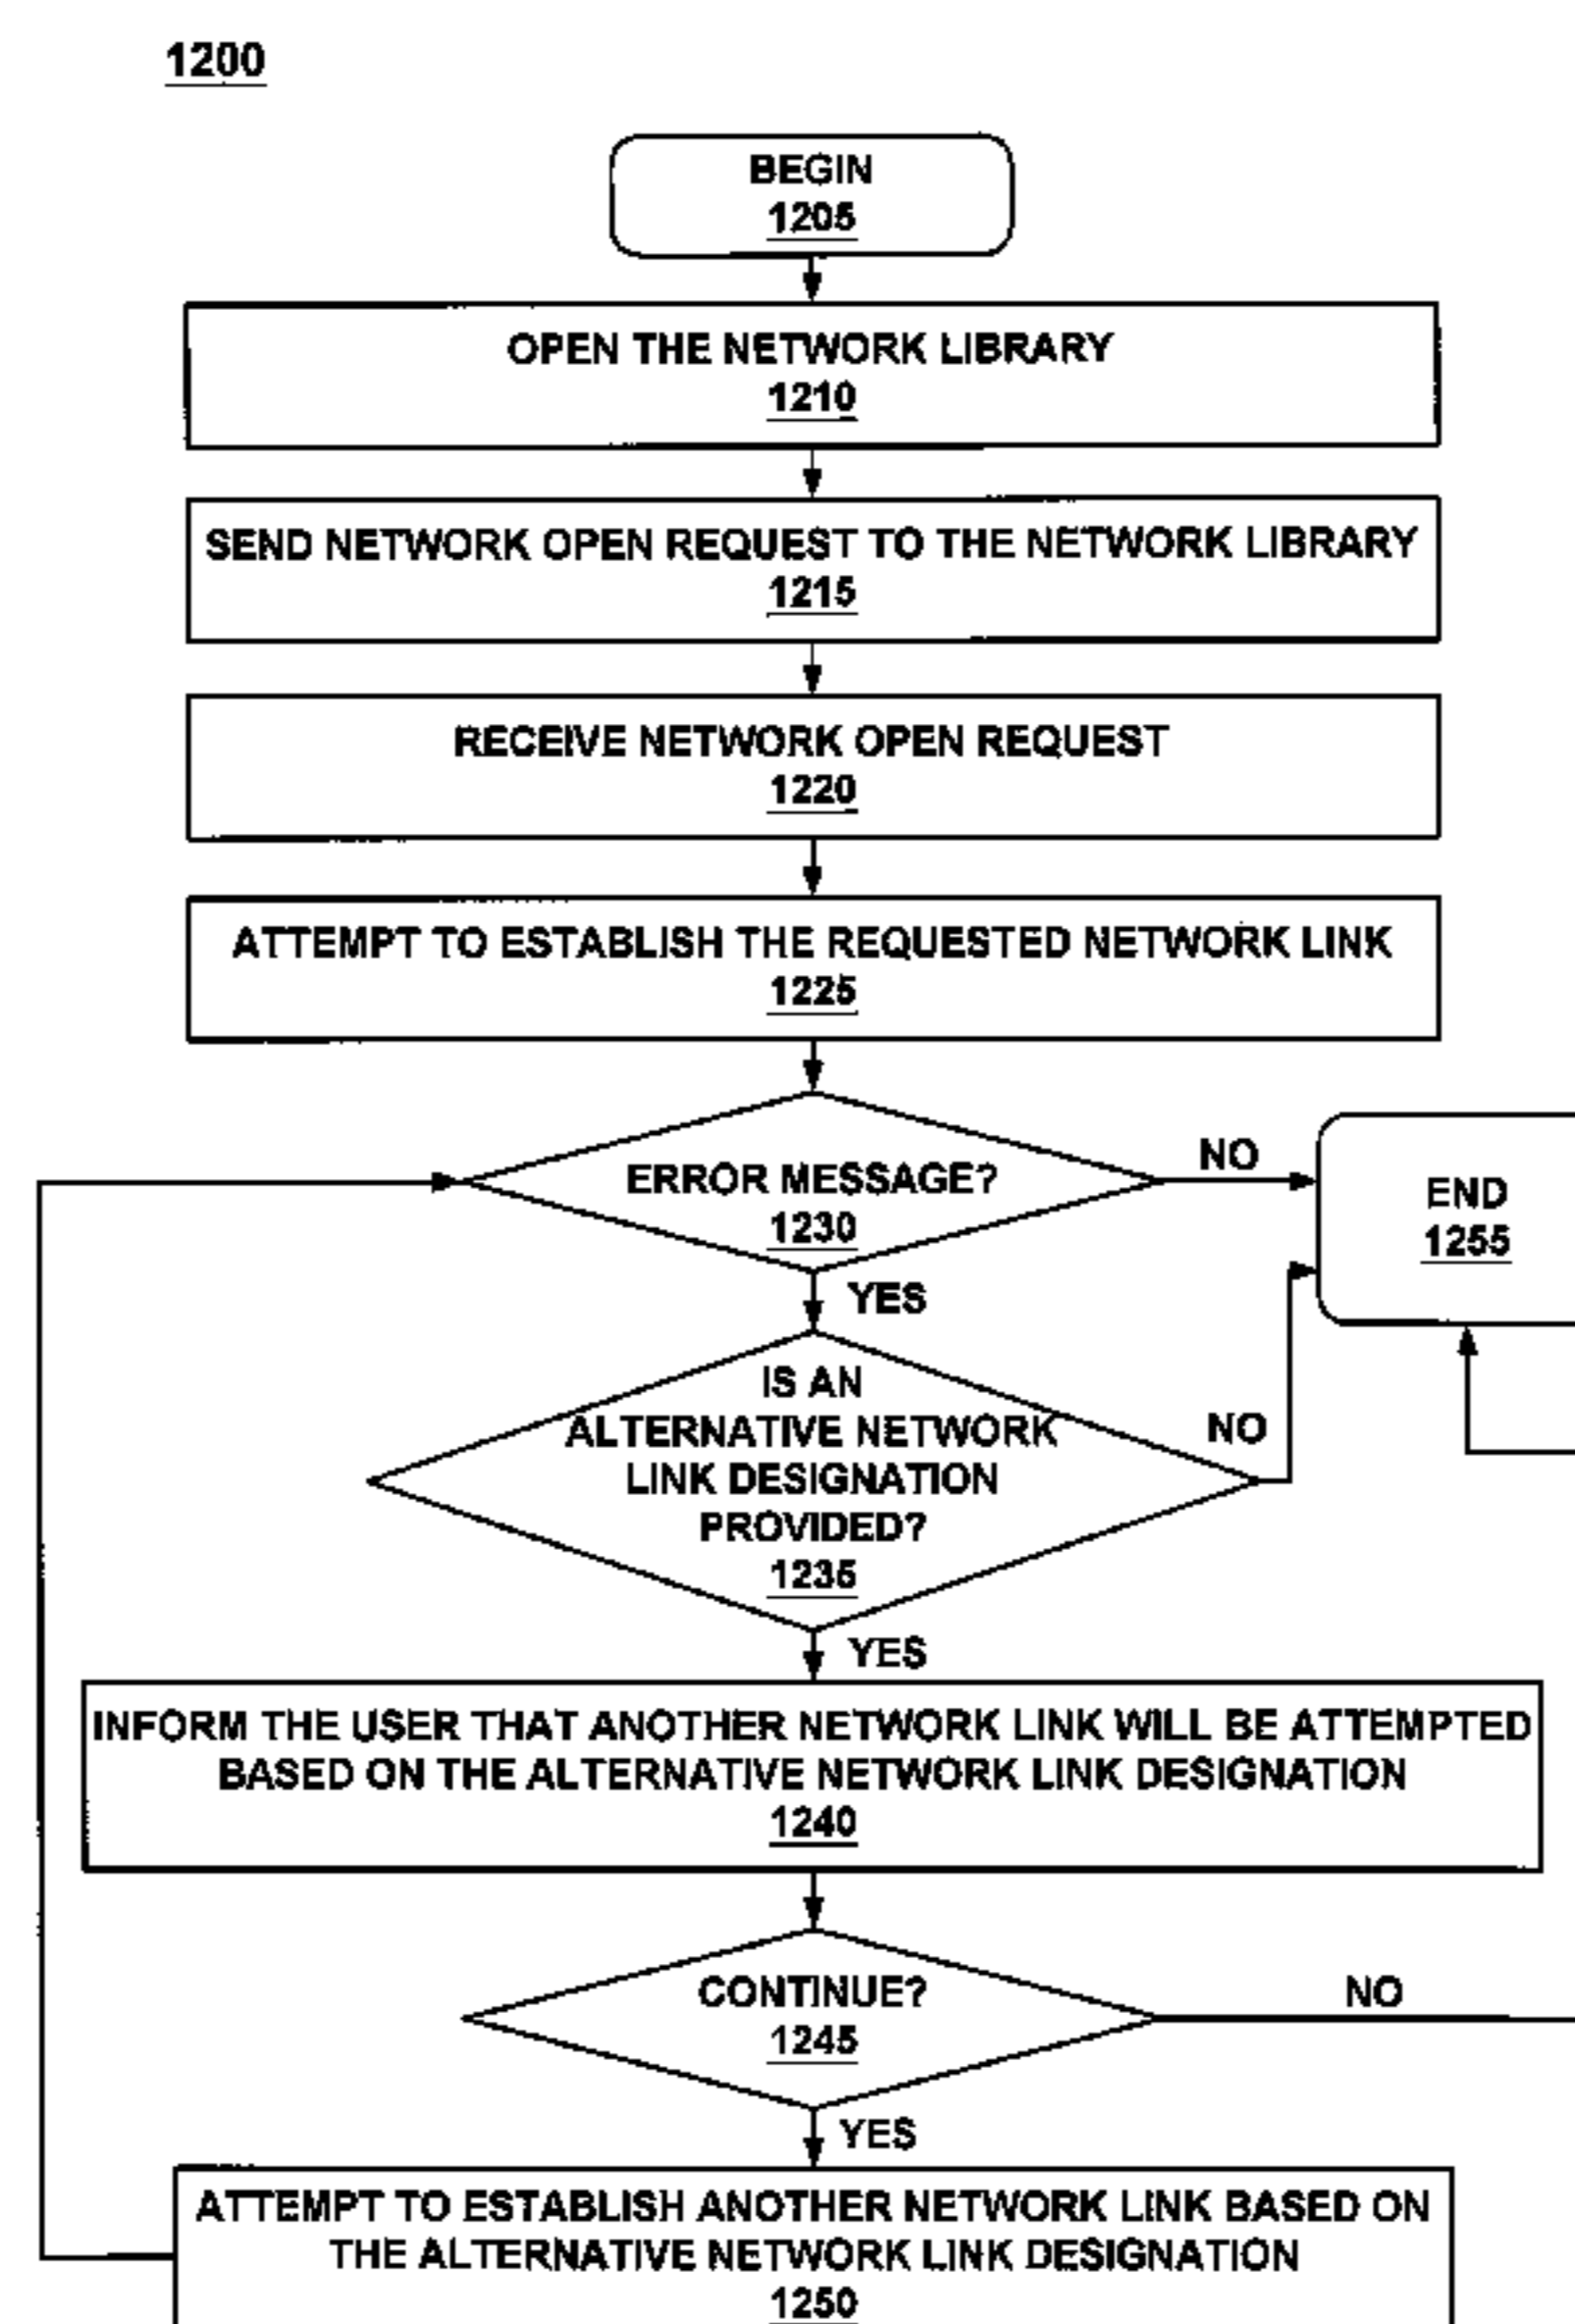 1200
BEGIN
1205
OPEN THE NETWORK LIBRARY
1210
SEND NETWORK OPEN REQUEST TO THE NETWORK LIBRARY
1215
RECEIVE NETWORK OPEN REQUEST
1220
ATTEMPT TO ESTABLISH THE REQUESTED NETWORK LINK
1225
ERROR MESSAGE?
1230
NO
END
1255
YES
IS AN
ALTERNATIVE NETWORK
LINK DESIGNATION
PROVIDED?
1235
NO
YES
INFORM THE USER THAT ANOTHER NETWORK LINK WILL BE ATTEMPTED
BASED ON THE ALTERNATIVE NETWORK LINK DESIGNATION
1240
CONTINUE?
1245
NO
YES
ATTEMPT TO ESTABLISH ANOTHER NETWORK LINK BASED ON
THE ALTERNATIVE NETWORK LINK DESIGNATION
1250